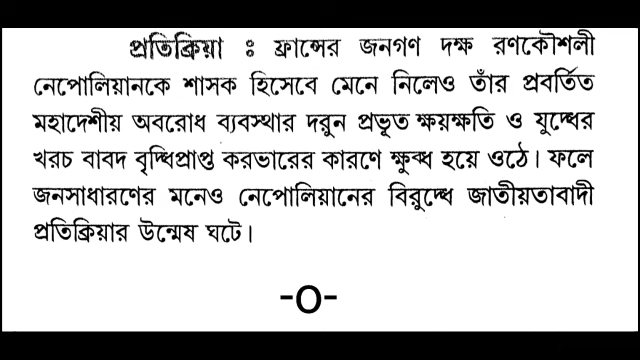 প্রতিক্রিয়া : ফ্রান্সের জনগণ দক্ষ রণকৌশলী
নেপোলিয়ানকে শাসক হিসেবে মেনে নিলেও তাঁর প্রবর্তিত
মহাদেশীয় অবরোধ ব্যবস্থার দরুন প্রভূত ক্ষয়ক্ষতি ও যুদ্ধের
খরচ বাবদ বৃদ্ধিপ্রাপ্ত করভারের কারণে ক্ষুব্ধ হয়ে ওঠে। ফলে
জনসাধারণের মনেও নেপোলিয়ানের বিরুদ্ধে জাতীয়তাবাদী
প্রতিক্রিয়ার উন্মেষ ঘটে।
-০-